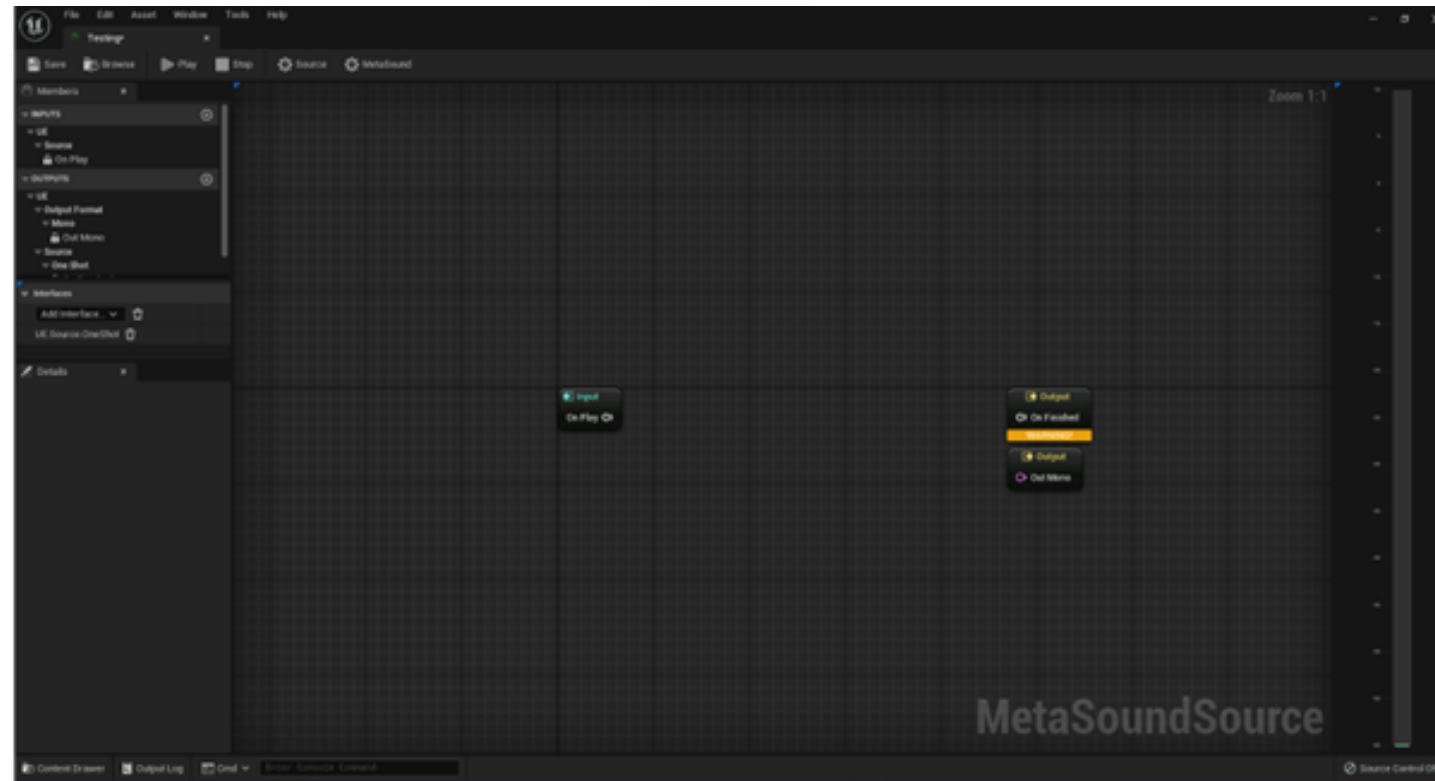 File Edit Asset Window Tools Help
Testing*
Save Browse Play Stop Source MetaSound
Members
Zoom 1:1
INPUTS
UE
Source
On Play
OUTPUTS
UE
Output Format
Mono
Out Mono
Source
One Shot
Interfaces
Add Interface...
UE.Source.OneShot
Details
Input
On Play
Output
On Finished
WARNING!
Output
Out Mono
MetaSoundSource
Content Drawer Output Log Cmd Enter Console Command
Source Control